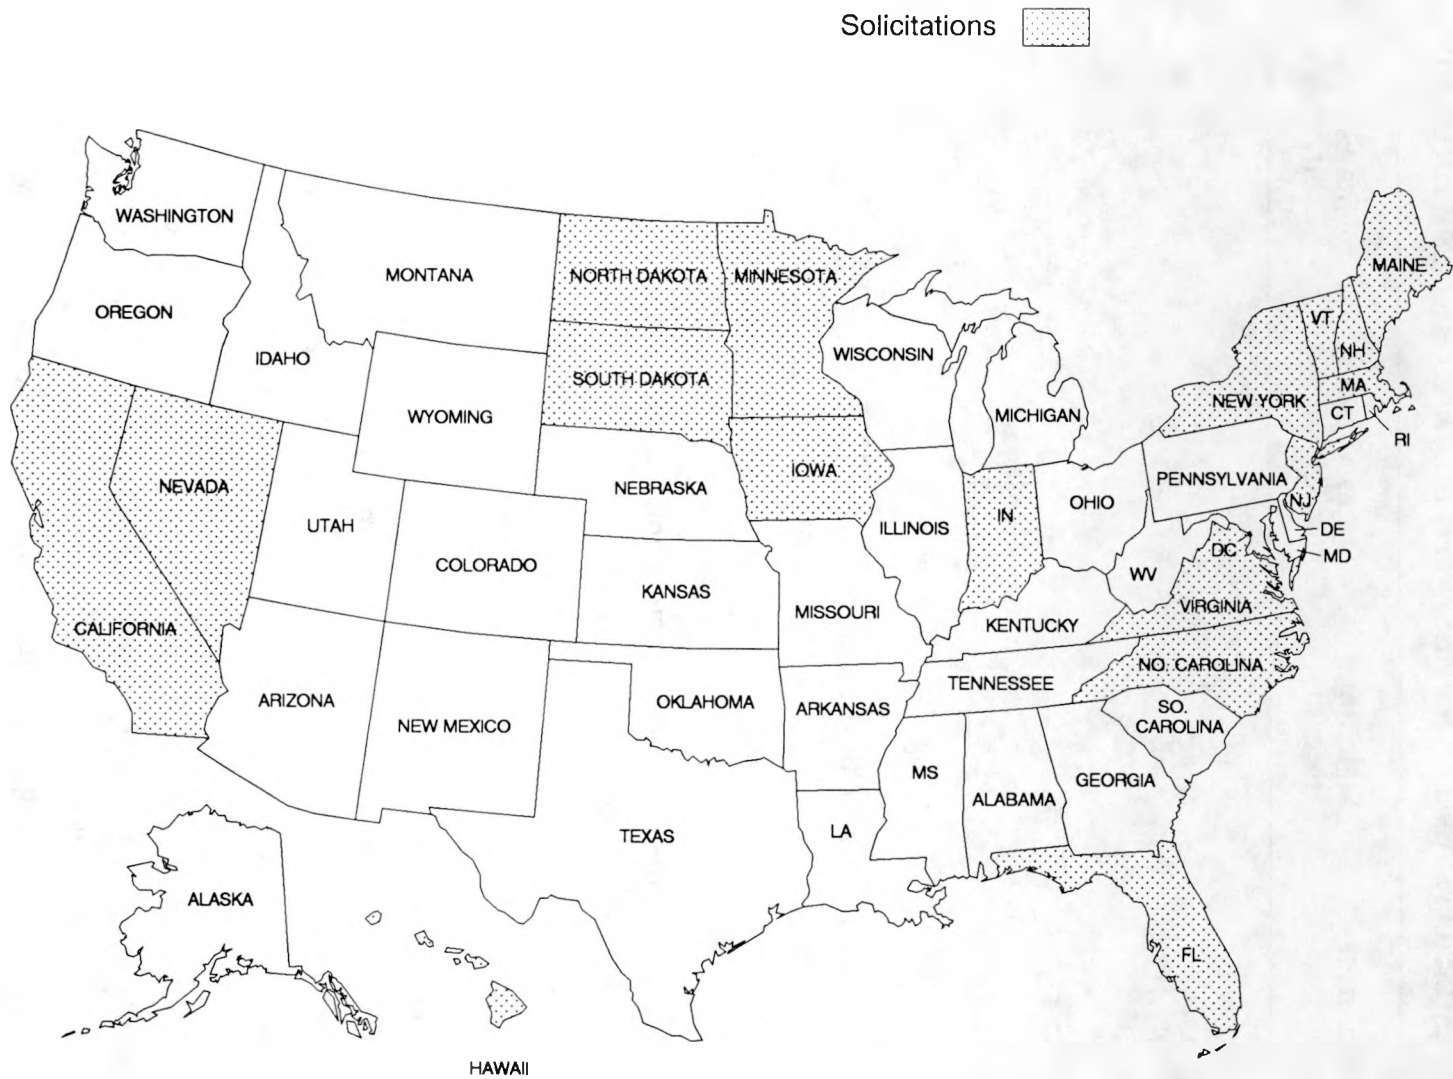 Solicitations
WASHINGTON
OREGON
IDAHO
MONTANA
WYOMING
NORTH DAKOTA
SOUTH DAKOTA
MINNESOTA
WISCONSIN
MICHIGAN
MAINE
VT
NH
MA
CT
RI
NEW YORK
PENNSYLVANIA
NJ
DE
MD
DC
NEVADA
UTAH
COLORADO
CALIFORNIA
NEBRASKA
IOWA
ILLINOIS
IN
OHIO
WV
VIRGINIA
KANSAS
MISSOURI
KENTUCKY
NO. CAROLINA
TENNESSEE
SO.
CAROLINA
ARIZONA
NEW MEXICO
OKLAHOMA
ARKANSAS
MS
ALABAMA
GEORGIA
TEXAS
LA
FL
ALASKA
HAWAII